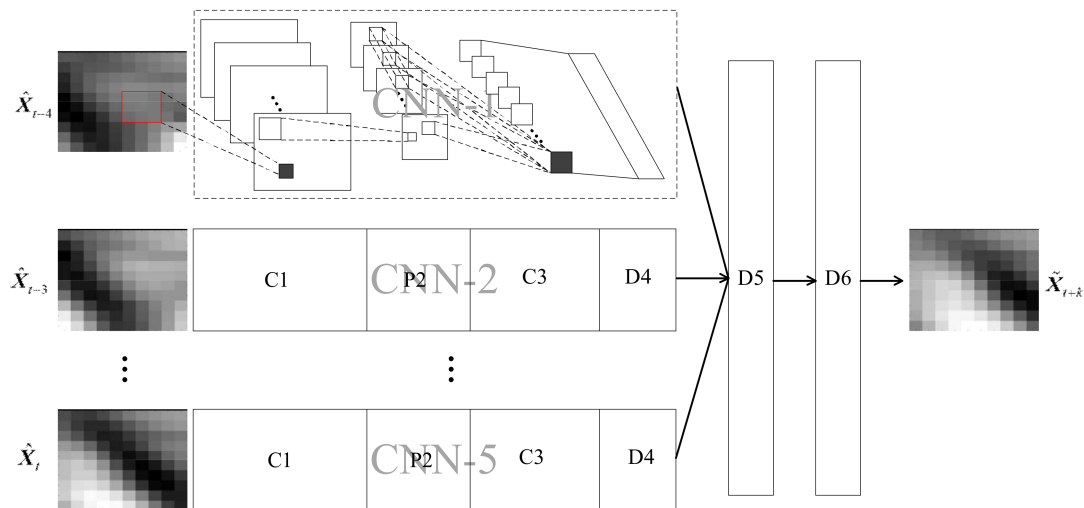 X̂ₜ₋₄
CNN-1
X̂ₜ₋₃
C1 P2 C3 D4
CNN-2
D5 D6
X̃ₜ₊ₖ
X̂ₜ
C1 P2 C3 D4
CNN-5